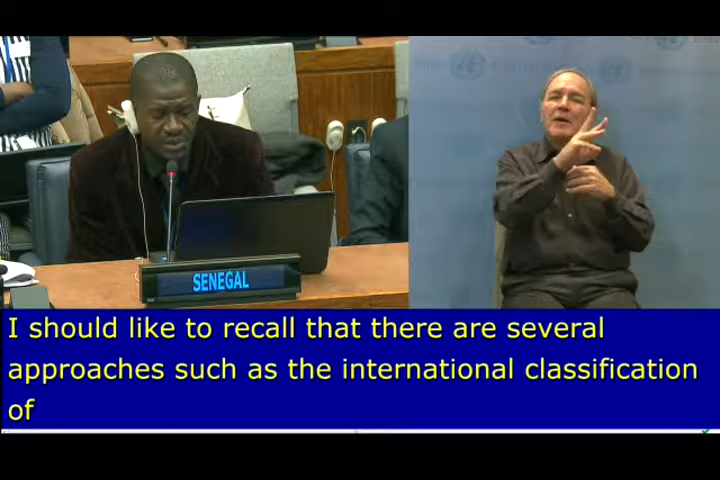 SENEGAL
I should like to recall that there are several
approaches such as the international classification
of